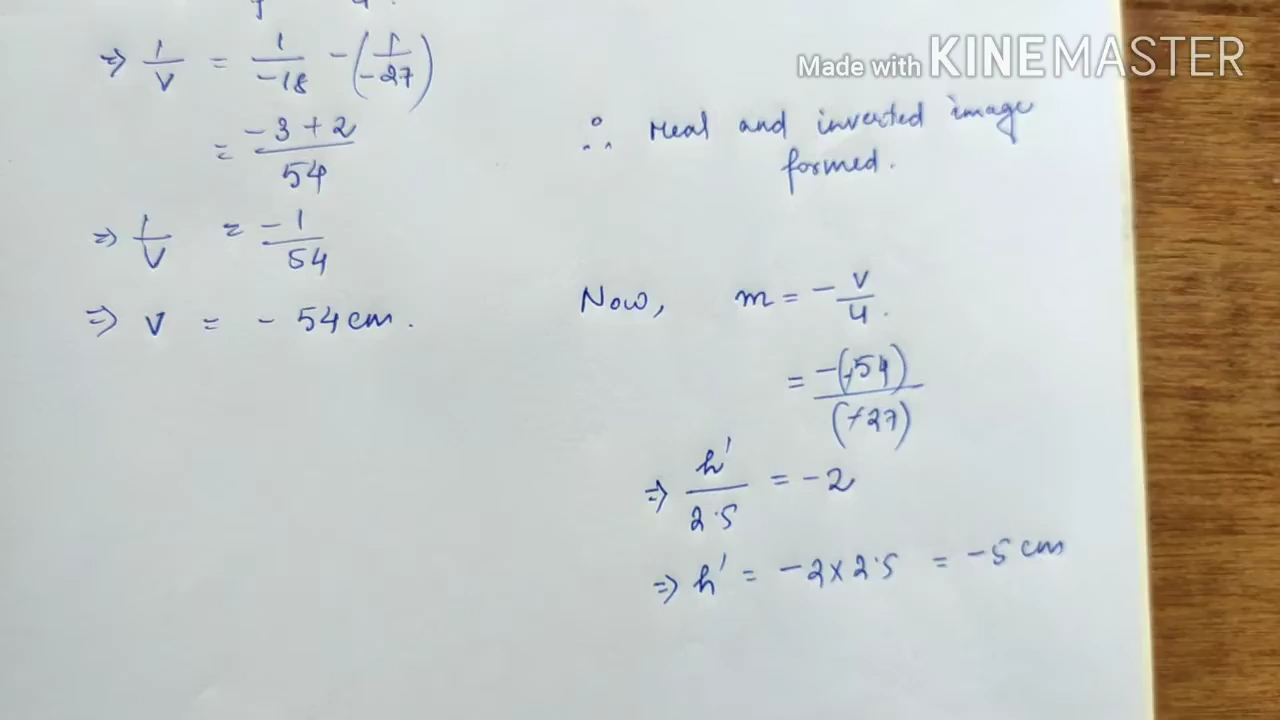 Made with KINEMASTER
⇒ 1/v = 1/-18 - (1/-27)
= -3 + 2 / 54
⇒ 1/v = -1/54
⇒ v = - 54 cm.
∴ real and inverted image
formed.
Now, m = - v/u.
= -(-54) / (-27)
⇒ h'/2.5 = -2
⇒ h' = -2 x 2.5 = -5 cm